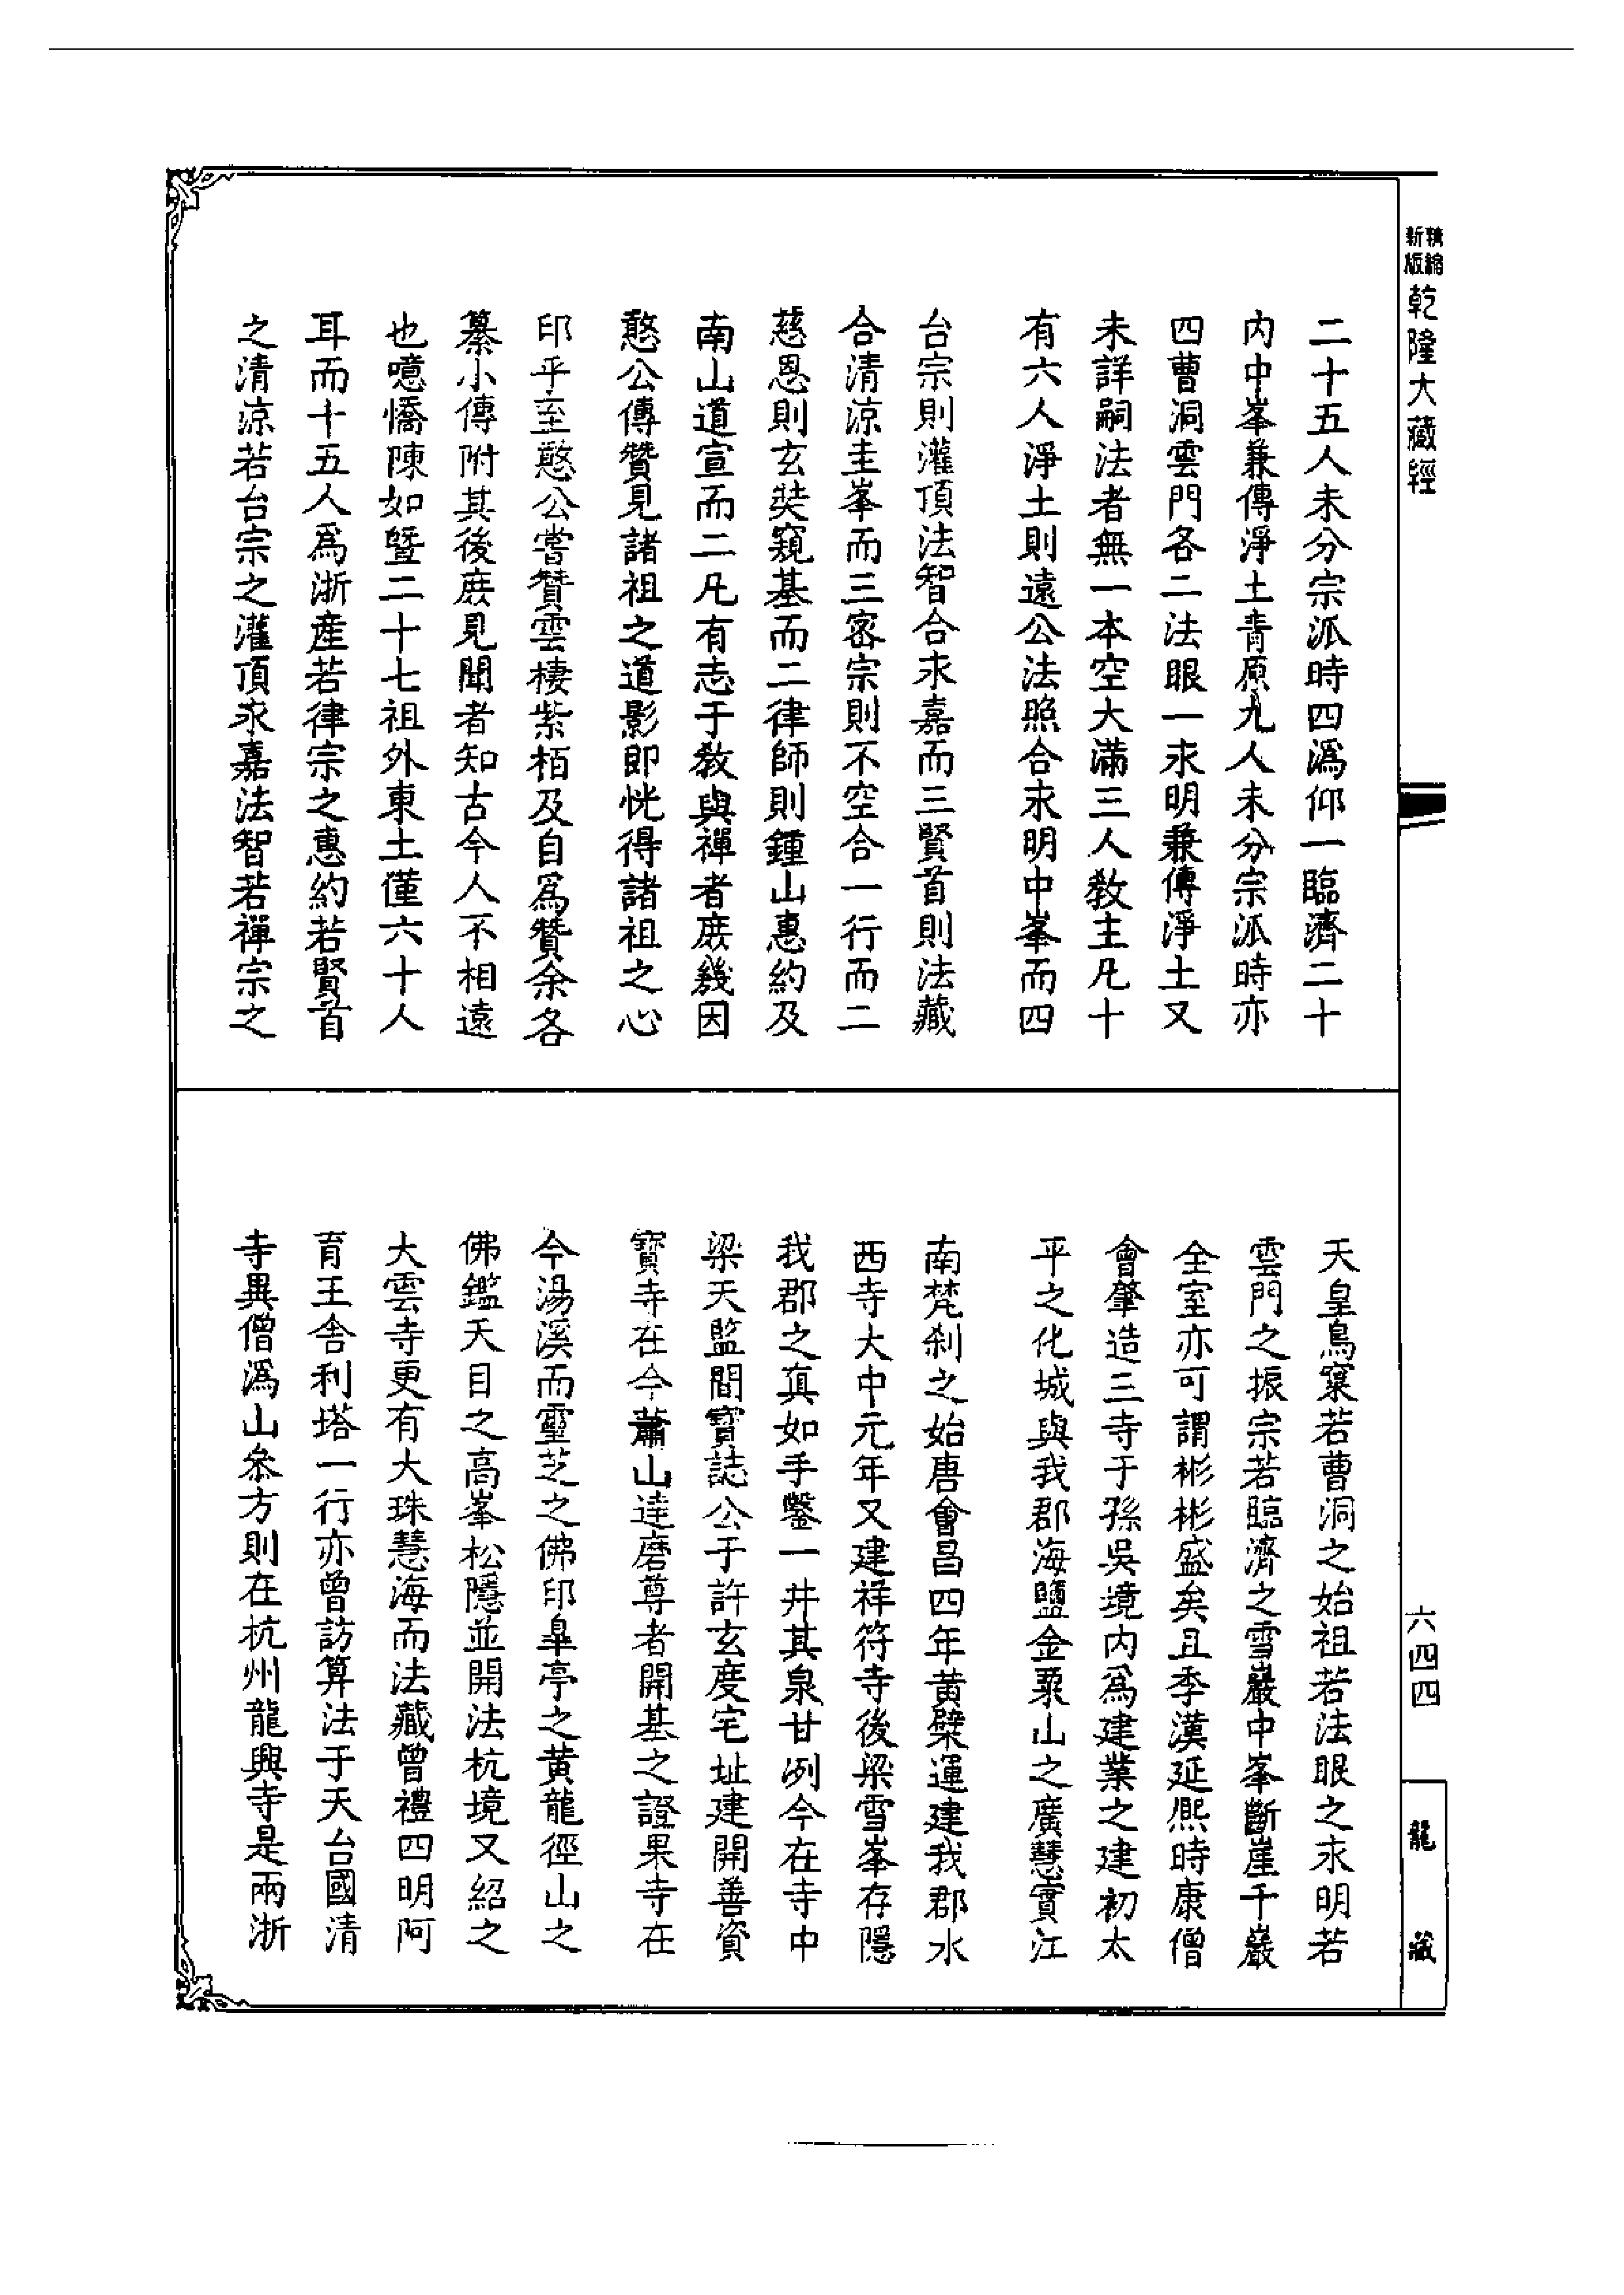 精縮新版乾隆大藏經
二十五人未分宗派時四潙仰一臨濟二十
内中峯兼傳淨土青原九人未分宗派時亦
四曹洞雲門各二法眼一永明兼傳淨土又
未詳嗣法者無一本空大滿三人教主凡十
有六人淨土則遠公法照合永明中峯而四
台宗則灌頂法智合永嘉而三賢首則法藏
合清涼圭峯而三密宗則不空合一行而二
慈恩則玄奘窺基而二律師則鍾山惠約及
南山道宣而二凡有志于教與禪者庻幾因
憨公傳贊見諸祖之道影即恍得諸祖之心
印乎至憨公嘗贊雲棲紫栢及自爲贊余各
纂小傳附其後庻見聞者知古今人不相遠
也噫憍陳如曁二十七祖外東土僅六十人
耳而十五人爲浙產若律宗之惠約若賢首
之清涼若台宗之灌頂永嘉法智若禪宗之
天皇鳥窠若曹洞之始祖若法眼之永明若
雲門之振宗若臨濟之雪巖中峯斷崖千巖
全室亦可謂彬彬盛矣且季漢延熈時康僧
會肇造三寺于孫吳境内爲建業之建初太
平之化城與我郡海鹽金粟山之廣慧實江
南梵刹之始唐會昌四年黃檗運建我郡水
西寺大中元年又建祥符寺後梁雪峯存隱
我郡之眞如手鑿一井其泉甘冽今在寺中
梁天監間寶誌公于許玄度宅址建開善資
寶寺在今蕭山達磨尊者開基之證果寺在
今湯溪而靈芝之佛印臯亭之黃龍徑山之
佛鑑天目之高峯松隱並開法杭境又紹之
大雲寺更有大珠慧海而法藏曾禮四明阿
育王舍利塔一行亦曾訪算法于天台國清
寺異僧潙山叅方則在杭州龍興寺是兩浙
六四四
龍藏